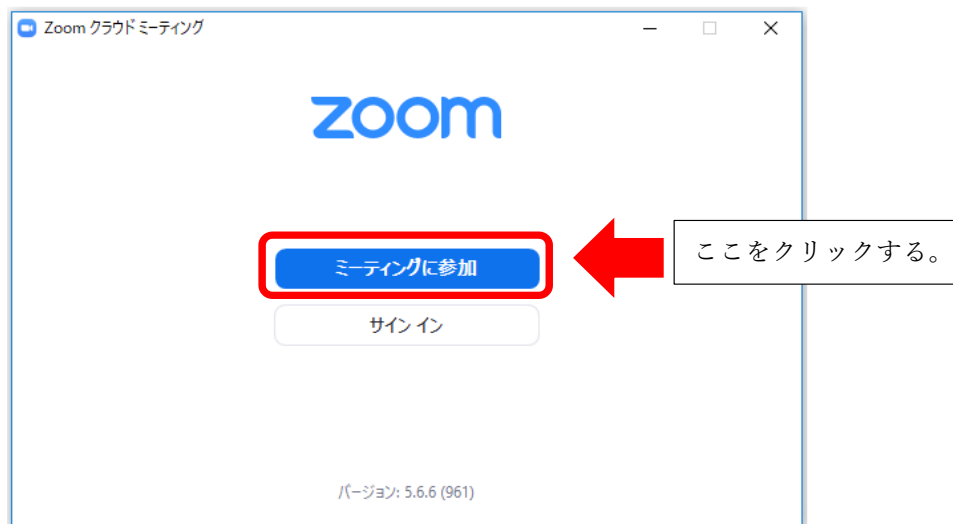 Zoom クラウド ミーティング
zoom
ミーティングに参加
ここをクリックする。
サイン イン
バージョン: 5.6.6 (961)